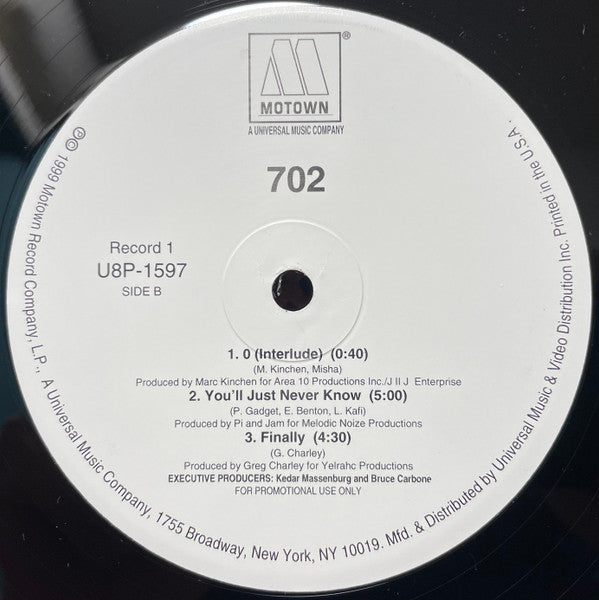 ®
MOTOWN
A UNIVERSAL MUSIC COMPANY
702
Record 1
U8P-1597
SIDE B
1. 0 (Interlude) (0:40)
(M. Kinchen, Misha)
Produced by Marc Kinchen for Area 10 Productions Inc./J II J Enterprise
2. You'll Just Never Know (5:00)
(P. Gadget, E. Benton, L. Kafi)
Produced by Pi and Jam for Melodic Noize Productions
3. Finally (4:30)
(G. Charley)
Produced by Greg Charley for Yelrahc Productions
EXECUTIVE PRODUCERS: Kedar Massenburg and Bruce Carbone
FOR PROMOTIONAL USE ONLY
℗© 1999 Motown Record Company, L.P., A Universal Music Company, 1755 Broadway, New York, NY 10019. Mfd. & Distributed by Universal Music & Video Distribution Inc. Printed in the U.S.A.